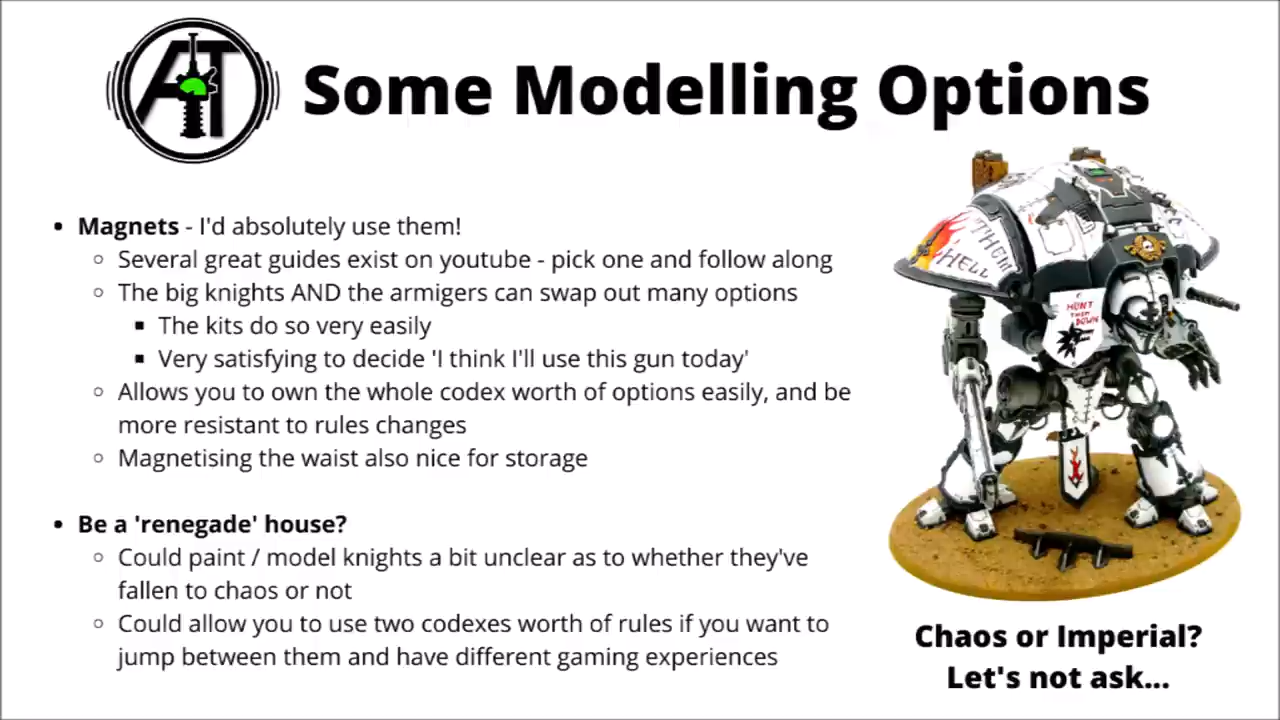 AT
Some Modelling Options
• Magnets - I'd absolutely use them!
◦ Several great guides exist on youtube - pick one and follow along
◦ The big knights AND the armigers can swap out many options
▪ The kits do so very easily
▪ Very satisfying to decide 'I think I'll use this gun today'
◦ Allows you to own the whole codex worth of options easily, and be
more resistant to rules changes
◦ Magnetising the waist also nice for storage
• Be a 'renegade' house?
◦ Could paint / model knights a bit unclear as to whether they've
fallen to chaos or not
◦ Could allow you to use two codexes worth of rules if you want to
jump between them and have different gaming experiences
HELL
HUNT
THEM
DOWN
Chaos or Imperial?
Let's not ask...